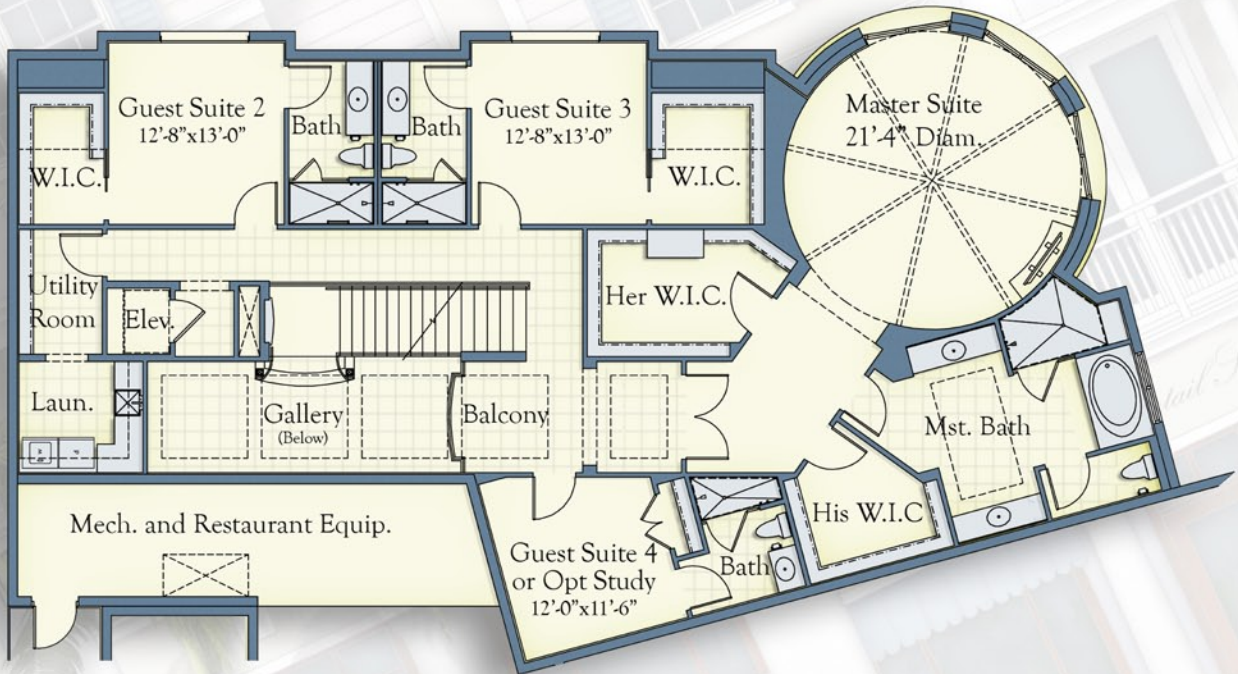 Guest Suite 2
12'-8"x13'-0"
Bath
Bath
Guest Suite 3
12'-8"x13'-0"
Master Suite
21'-4" Diam.
W.I.C.
W.I.C.
Utility
Room
Elev.
Her W.I.C.
Laun.
Gallery
(Below)
Balcony
Mst. Bath
Mech. and Restaurant Equip.
Guest Suite 4
or Opt Study
12'-0"x11'-6"
Bath
His W.I.C